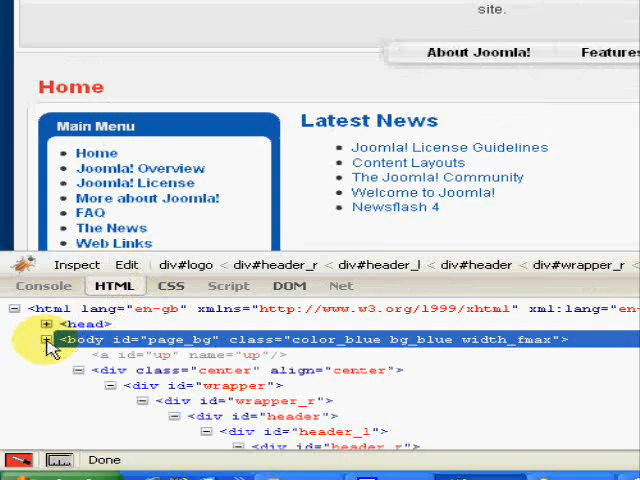 site.
About Joomla! Features
Home
Main Menu
Home
Joomla! Overview
Joomla! License
More about Joomla!
FAQ
The News
Web Links
Latest News
Joomla! License Guidelines
Content Layouts
The Joomla! Community
Welcome to Joomla!
Newsflash 4
Inspect Edit div#logo < div#header_r < div#header_l < div#header < div#wrapper_r <
Console HTML CSS Script DOM Net
<html lang="en-gb" xmlns="http://www.w3.org/1999/xhtml" xml:lang="en-
<head>
<body id="page_bg" class="color_blue bg_blue width_fmax">
<a id="up" name="up"/>
<div class="center" align="center">
<div id="wrapper">
<div id="wrapper_r">
<div id="header">
<div id="header_l">
<div id="header_r">
Done